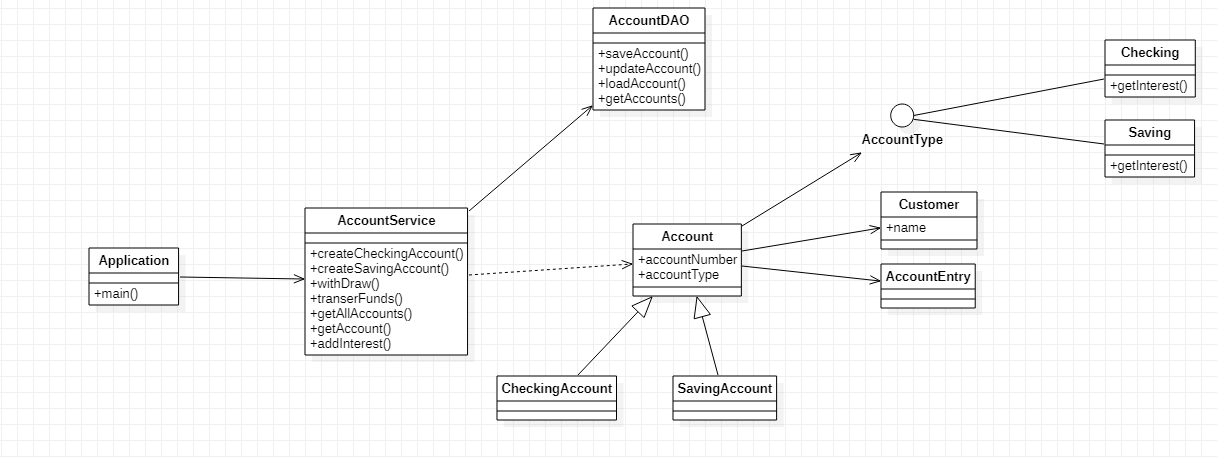 AccountDAO
+saveAccount()
+updateAccount()
+loadAccount()
+getAccounts()
Checking
+getInterest()
AccountType
Saving
+getInterest()
Customer
+name
AccountService
+createCheckingAccount()
+createSavingAccount()
+withDraw()
+transerFunds()
+getAllAccounts()
+getAccount()
+addInterest()
Account
+accountNumber
+accountType
Application
+main()
AccountEntry
CheckingAccount
SavingAccount